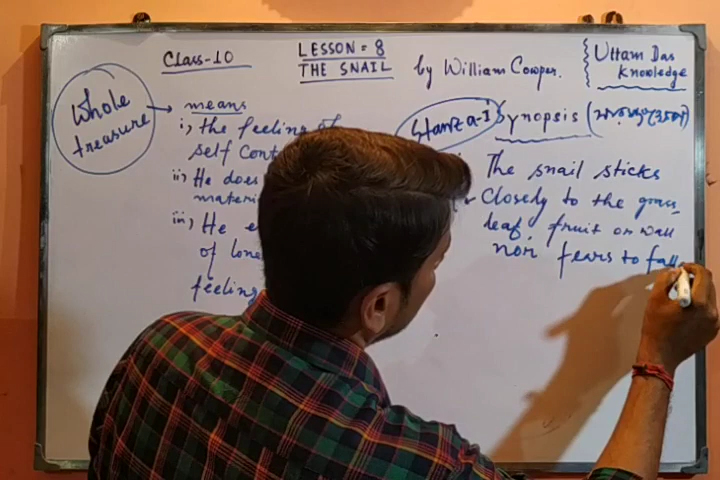 Class-10
LESSON = 8
THE SNAIL
by William Cowper.
Uttam Das
Knowledge
Whole
treasure
means
i) the feeling of
self
ii) He does
iii) He
of
feeling
Stanza-I
Synopsis
The snail sticks
Closely to the grass,
leaf, fruit or wall
nor fears to fall